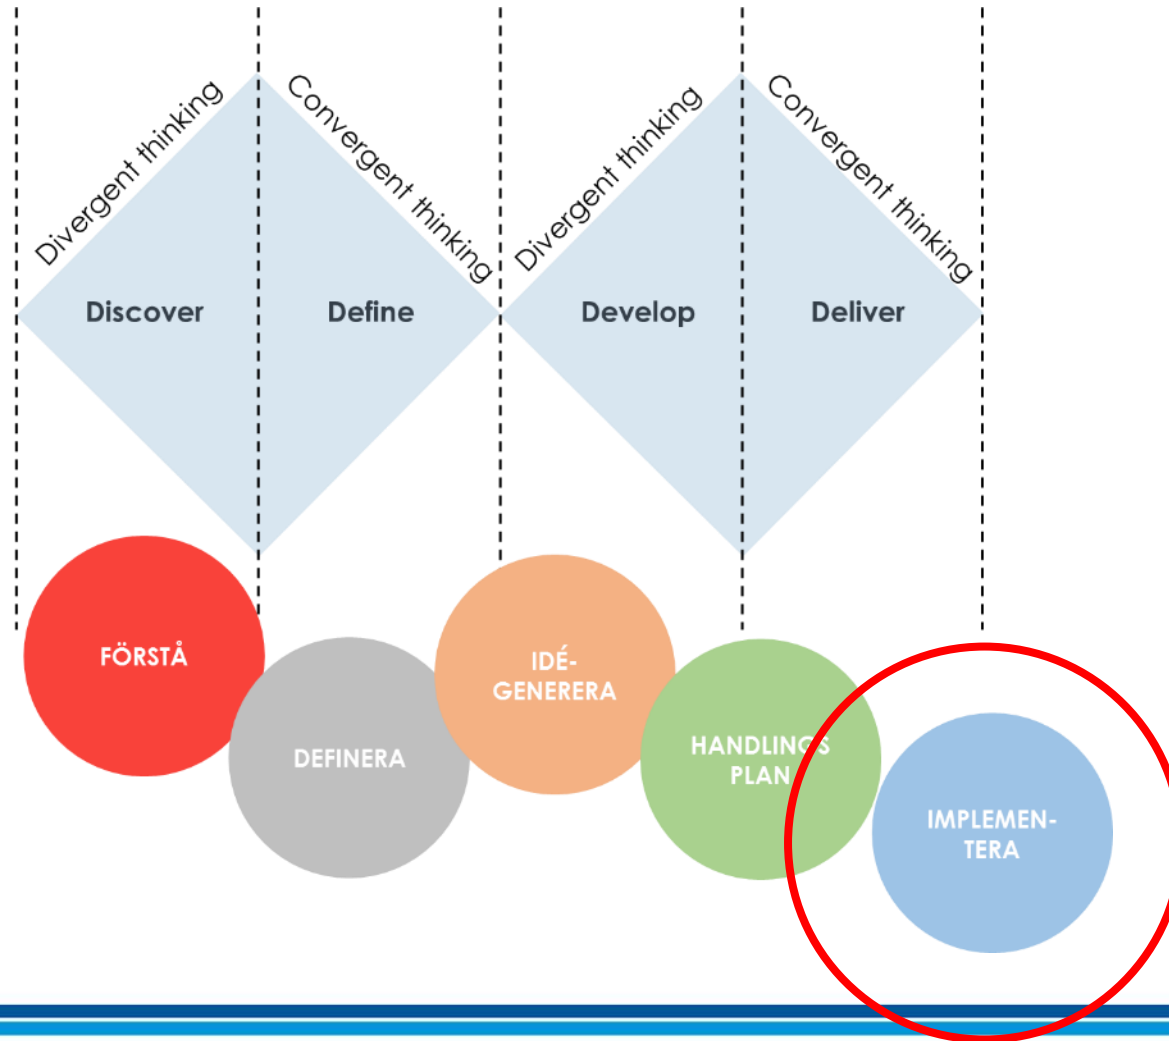 Divergent thinking
Convergent thinking
Divergent thinking
Convergent thinking
Discover
Define
Develop
Deliver
FÖRSTÅ
DEFINERA
IDÉ-
GENERERA
HANDLINGS
PLAN
IMPLEMEN-
TERA